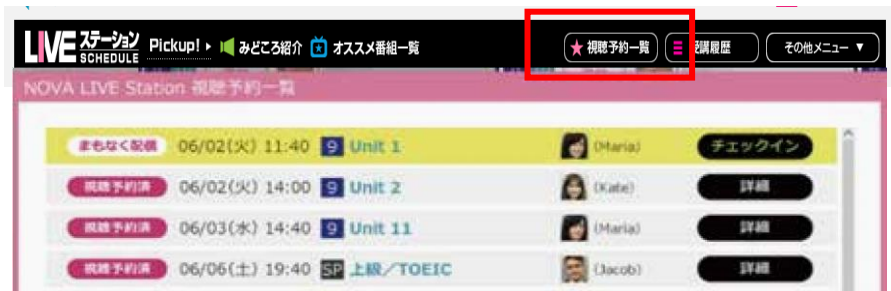 LIVE ステーション SCHEDULE Pickup! ▸ みどころ紹介 オススメ番組一覧 ★ 視聴予約一覧 受講履歴 その他メニュー ▼
NOVA LIVE Station 視聴予約一覧
まもなく配信 06/02(火) 11:40 9 Unit 1 (Maria) チェックイン
視聴予約済 06/02(火) 14:00 9 Unit 2 (Kate) 詳細
視聴予約済 06/03(水) 14:40 9 Unit 11 (Maria) 詳細
視聴予約済 06/06(土) 19:40 SP 上級/TOEIC (Jacob) 詳細